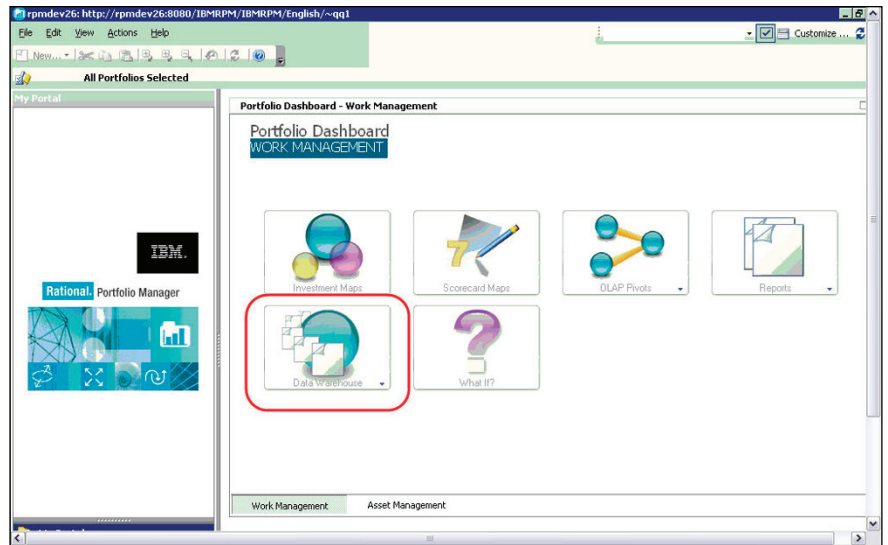 rpmdev26: http://rpmdev26:8080/IBMRPM/IBMRPM/English/~qq1
File Edit View Actions Help
Customize ...
New...
All Portfolios Selected
My Portal
Portfolio Dashboard - Work Management
Portfolio Dashboard
WORK MANAGEMENT
IBM.
Rational. Portfolio Manager
Investment Maps
Scorecard Maps
OLAP Pivots
Reports
Data Warehouse
What If?
Work Management
Asset Management